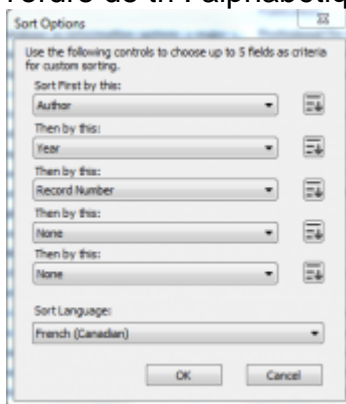 l'ordre de tri l'alphabétiq
Sort Options
Use the following controls to choose up to 5 fields as criteria
for custom sorting.
Sort First by this:
Author
Then by this:
Year
Then by this:
Record Number
Then by this:
None
Then by this:
None
Sort Language:
French (Canadian)
OK
Cancel